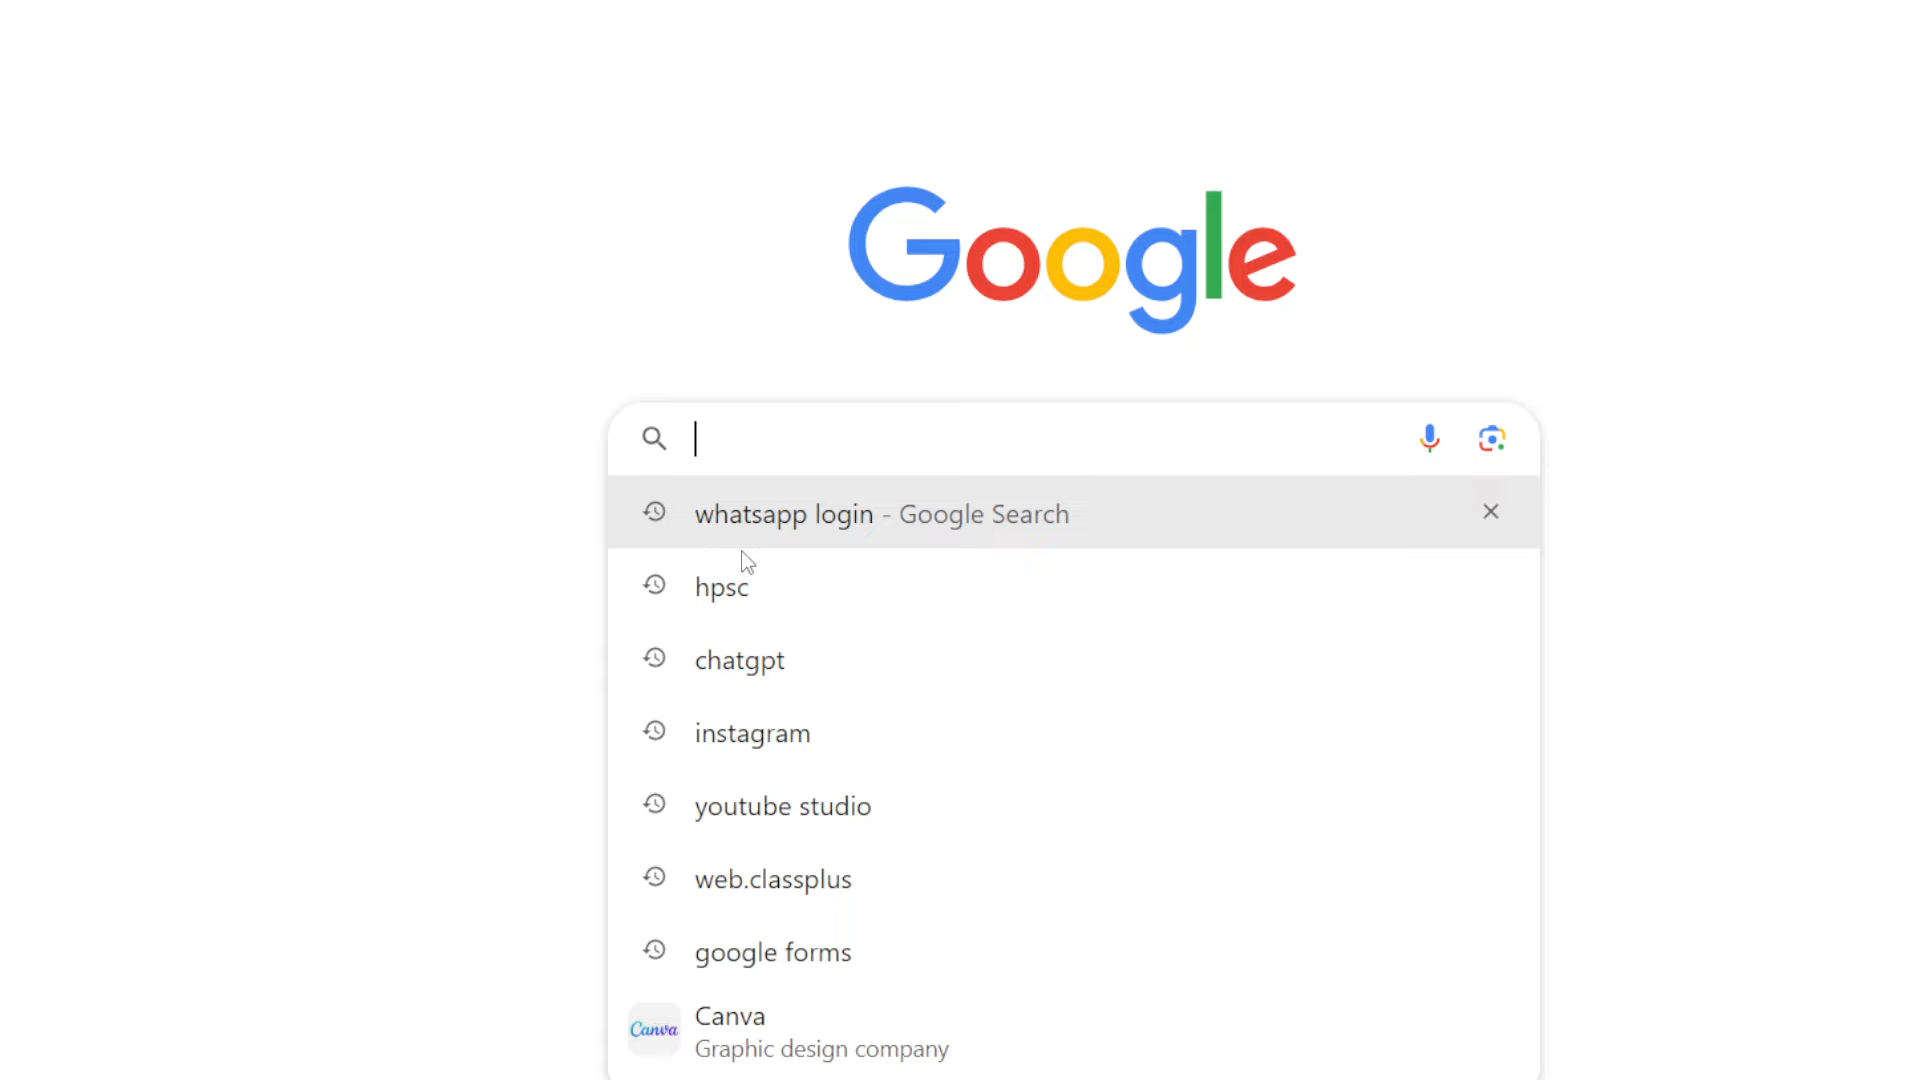 Google
whatsapp login - Google Search
hpsc
chatgpt
instagram
youtube studio
web.classplus
google forms
Canva
Canva
Graphic design company